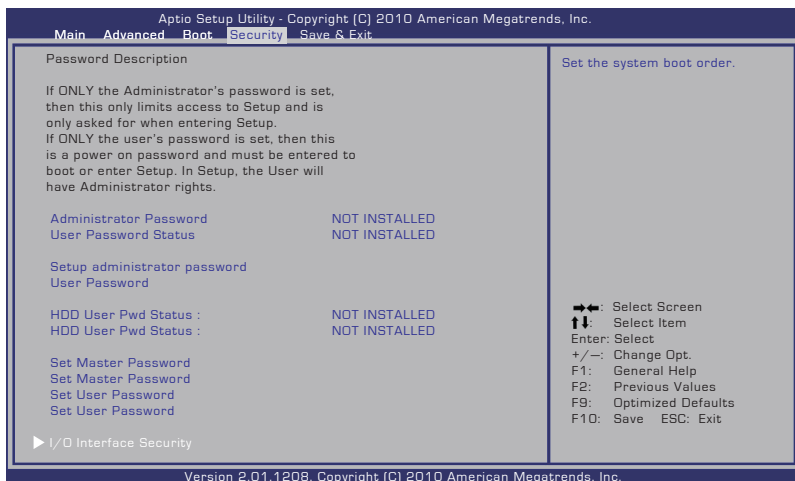 Aptio Setup Utility - Copyright (C) 2010 American Megatrends, Inc.
Main Advanced Boot Security Save & Exit
Password Description
If ONLY the Administrator's password is set,
then this only limits access to Setup and is
only asked for when entering Setup.
If ONLY the user's password is set, then this
is a power on password and must be entered to
boot or enter Setup. In Setup, the User will
have Administrator rights.
Administrator Password NOT INSTALLED
User Password Status NOT INSTALLED
Setup administrator password
User Password
HDD User Pwd Status : NOT INSTALLED
HDD User Pwd Status : NOT INSTALLED
Set Master Password
Set Master Password
Set User Password
Set User Password
I/O Interface Security
Set the system boot order.
→←: Select Screen
↑↓: Select Item
Enter: Select
+/—: Change Opt.
F1: General Help
F2: Previous Values
F9: Optimized Defaults
F10: Save ESC: Exit
Version 2.01.1208. Copyright (C) 2010 American Megatrends, Inc.